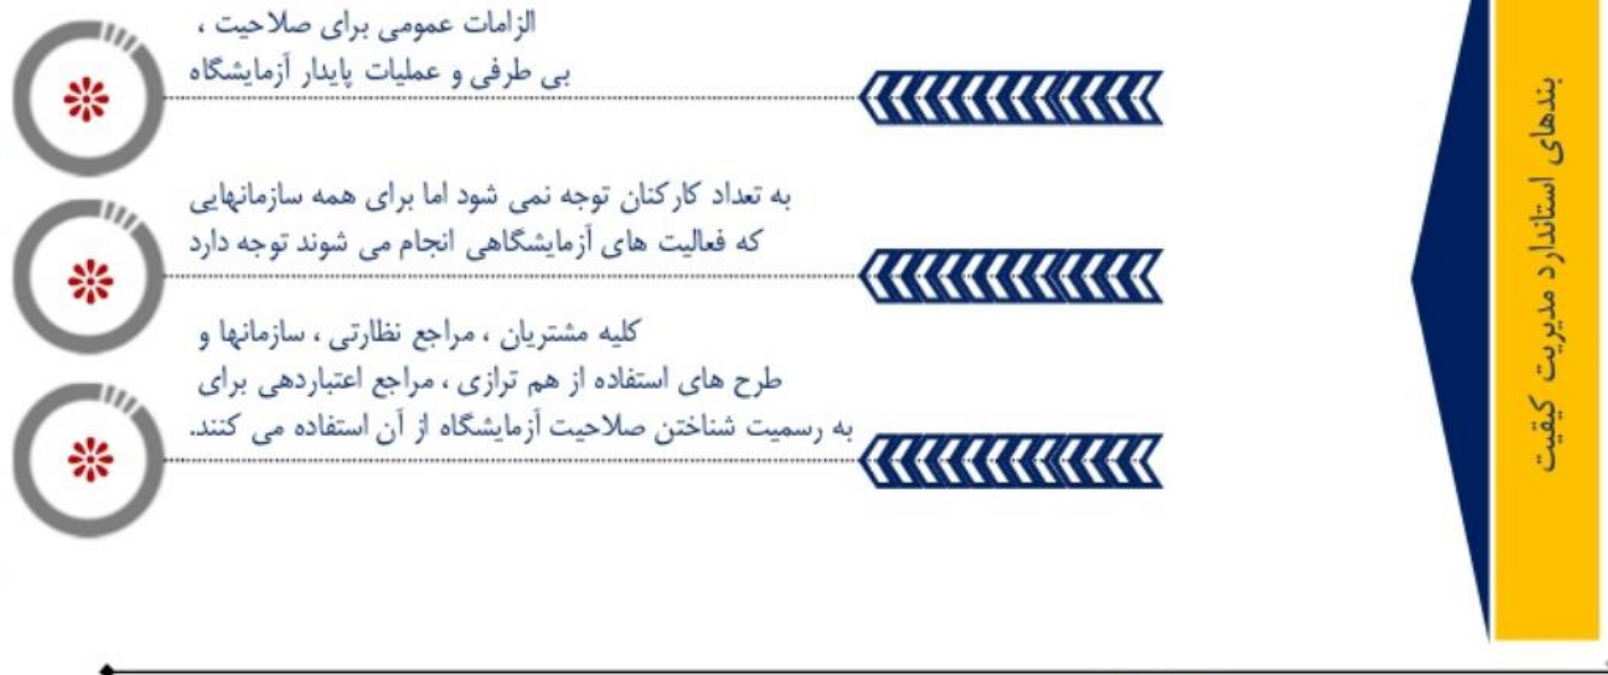 بندهای استاندارد مدیریت کیفیت
الزامات عمومی برای صلاحیت ،
بی طرفی و عملیات پایدار آزمایشگاه
به تعداد کارکنان توجه نمی شود اما برای همه سازمانهایی
که فعالیت های آزمایشگاهی انجام می شوند توجه دارد
کلیه مشتریان ، مراجع نظارتی ، سازمانها و
طرح های استفاده از هم ترازی ، مراجع اعتباردهی برای
به رسمیت شناختن صلاحیت آزمایشگاه از آن استفاده می کنند.